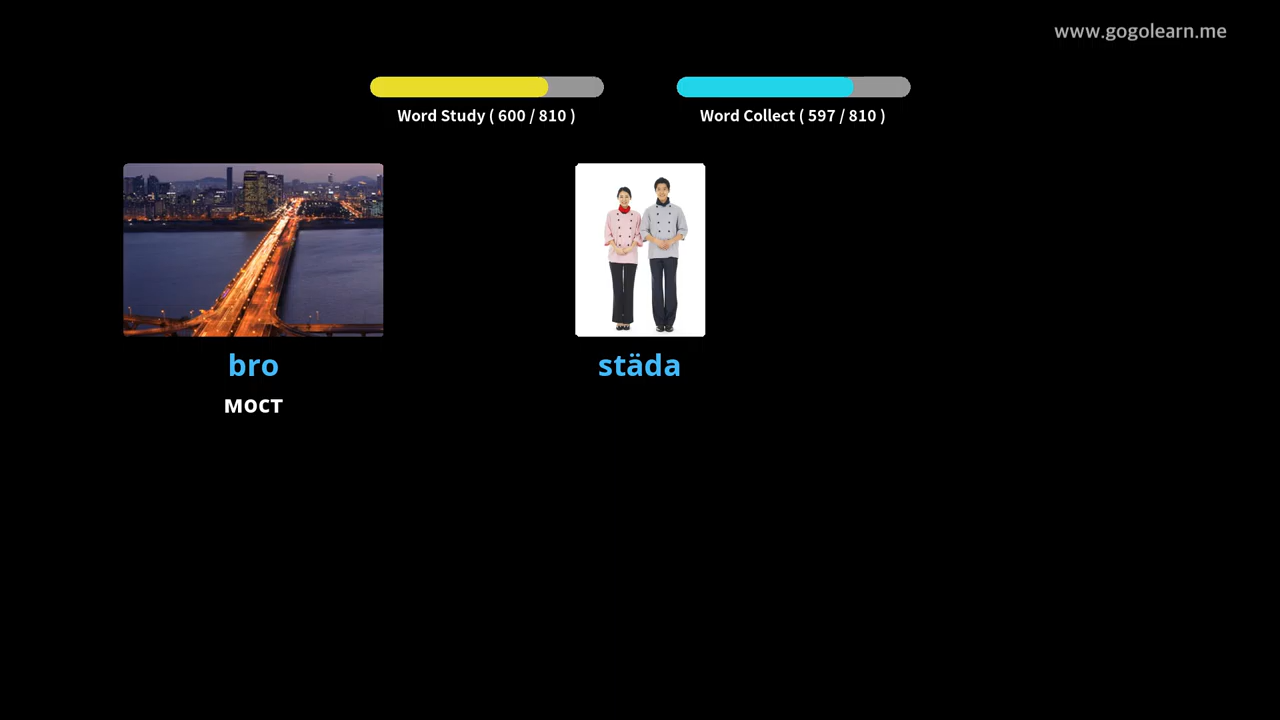 www.gogolearn.me
Word Study ( 600 / 810 )
Word Collect ( 597 / 810 )
bro
städa
мост